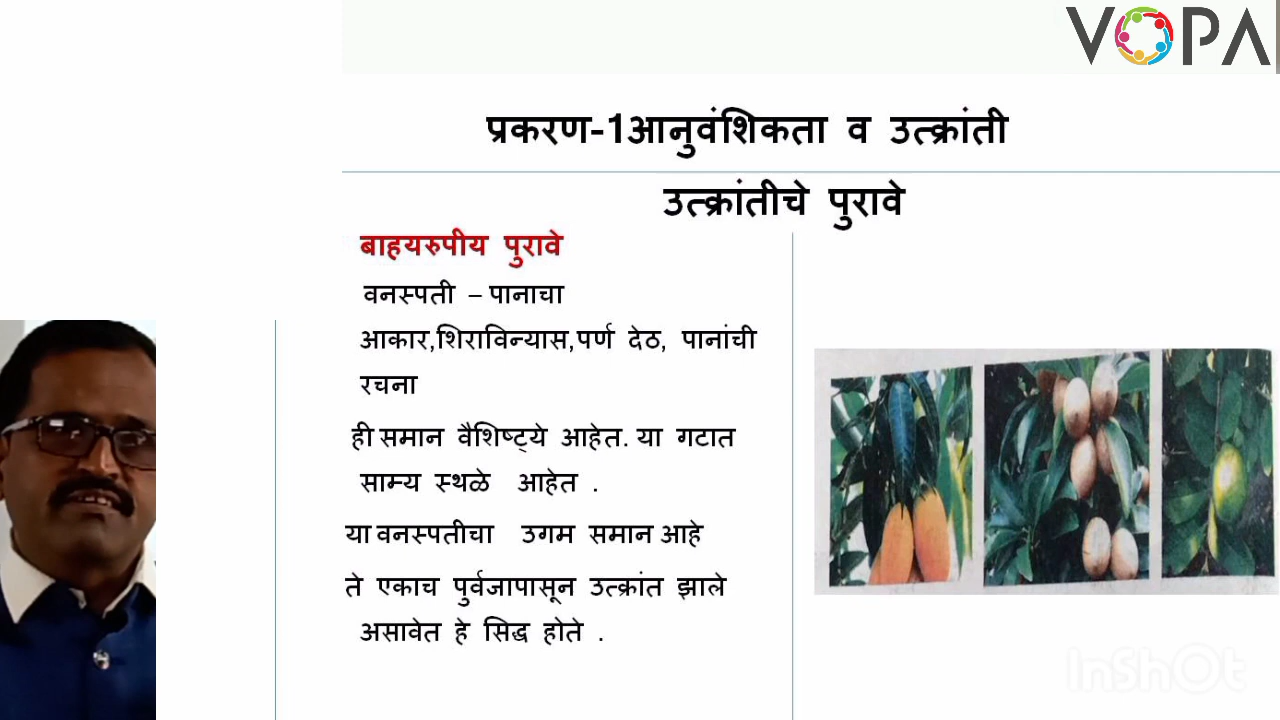 VOPA
प्रकरण-1आनुवंशिकता व उत्क्रांती
उत्क्रांतीचे पुरावे
बाहयरुपीय पुरावे
वनस्पती – पानाचा
आकार,शिराविन्यास,पर्ण देठ, पानांची
रचना
ही समान वैशिष्ट्ये आहेत. या गटात
साम्य स्थळे आहेत .
या वनस्पतीचा उगम समान आहे
ते एकाच पुर्वजापासून उत्क्रांत झाले
असावेत हे सिद्ध होते .
InShOt